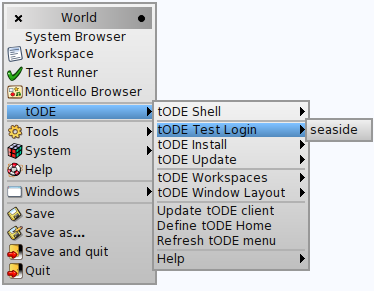 World
System Browser
Workspace
Test Runner
Monticello Browser
tODE
Tools
System
Help
Windows
Save
Save as...
Save and quit
Quit
tODE Shell
tODE Test Login
tODE Install
tODE Update
tODE Workspaces
tODE Window Layout
Update tODE client
Define tODE Home
Refresh tODE menu
Help
seaside